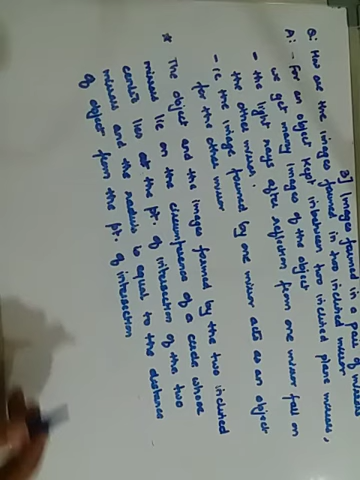 B] Images formed in a pair of mirrors
Q: How are the images formed in two inclined mirror
A: - For an object kept inbetween two inclined plane mirrors,
we get many images of the object
- the light rays after reflection from one mirror fall on
the other mirror.
- ie the image formed by one mirror acts as an object
for the other mirror
* The object and the images formed by the two inclined
mirrors lie on the circumference of a circle whose
centre lies at the pt. of intersection of the two
mirrors and the radius is equal to the distance
of object from the pt. of intersection